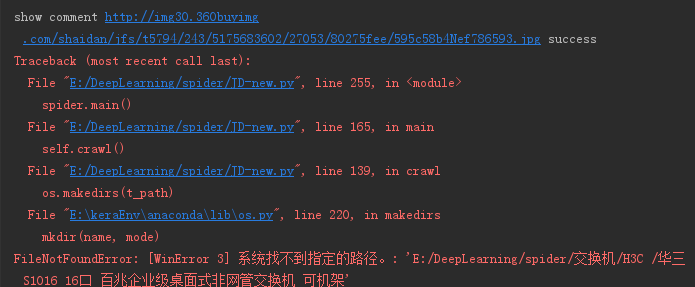 show comment http://img30.360buyimg
.com/shaidan/jfs/t5794/243/5175683602/27053/80275fee/595c58b4Nef786593.jpg success
Traceback (most recent call last):
File "E:/DeepLearning/spider/JD-new.py", line 255, in <module>
spider.main()
File "E:/DeepLearning/spider/JD-new.py", line 165, in main
self.crawl()
File "E:/DeepLearning/spider/JD-new.py", line 139, in crawl
os.makedirs(t_path)
File "E:\keraEnv\anaconda\lib\os.py", line 220, in makedirs
mkdir(name, mode)
FileNotFoundError: [WinError 3] 系统找不到指定的路径。: 'E:/DeepLearning/spider/交换机/H3C /华三
S1016 16口 百兆企业级桌面式非网管交换机 可机架'